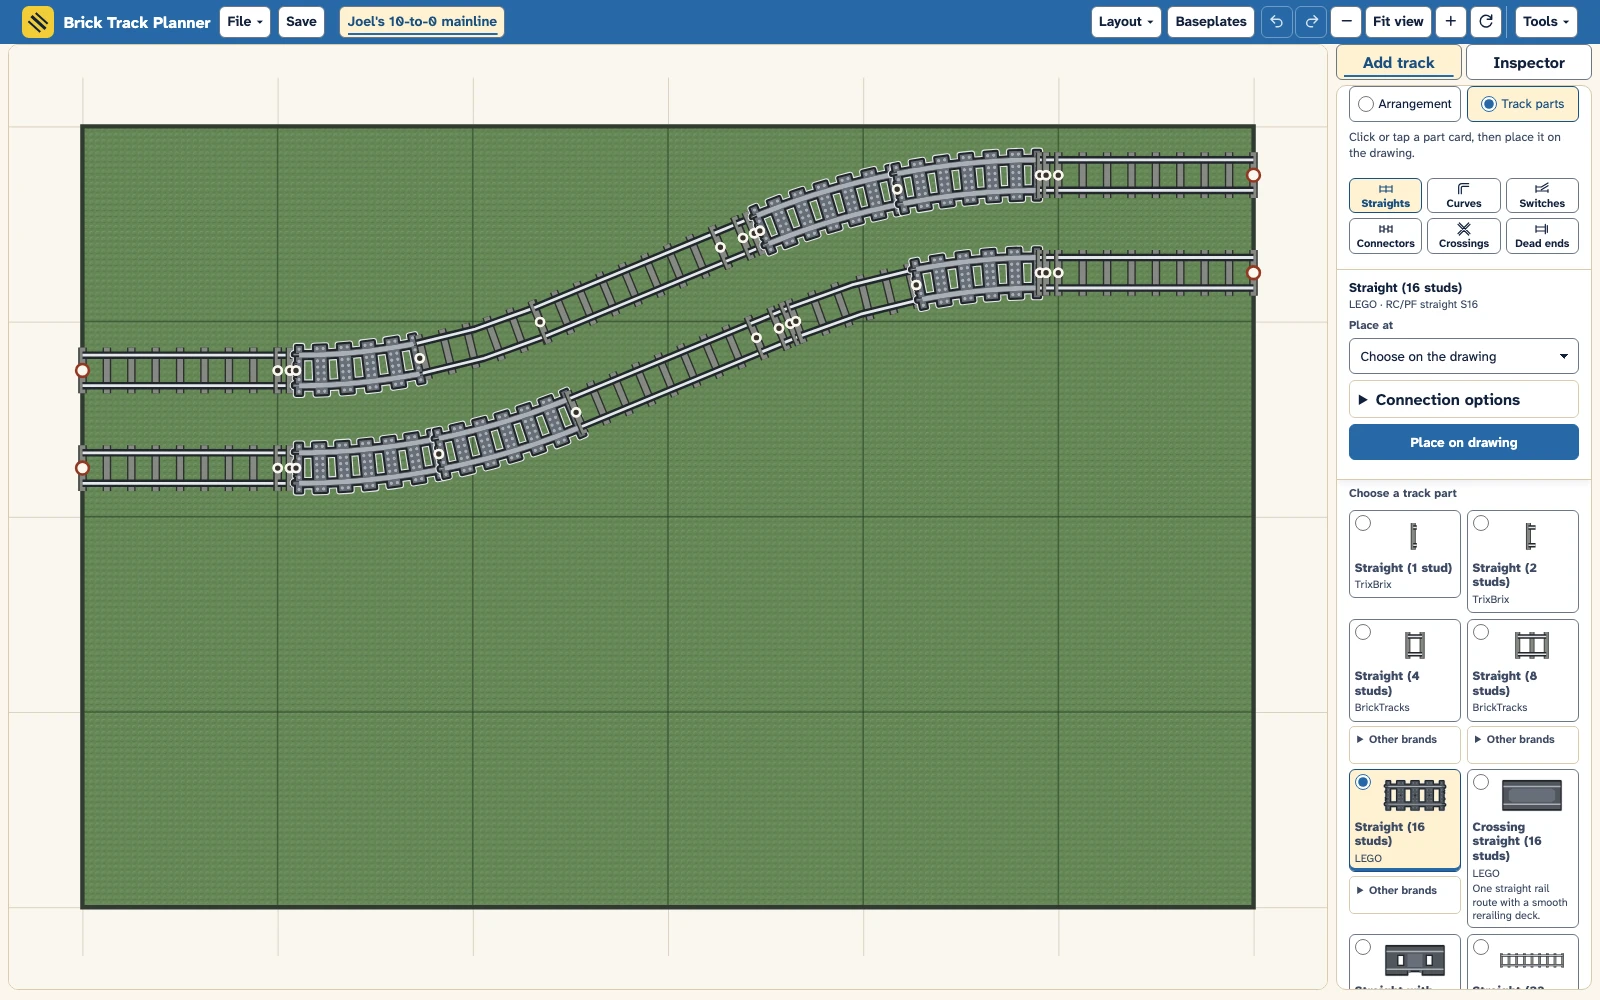 Brick Track Planner
File
Save
Joel's 10-to-0 mainline
Layout
Baseplates
Fit view
Tools
Add track
Inspector
Arrangement
Track parts
Click or tap a part card, then place it on
the drawing.
Straights
Curves
Switches
Connectors
Crossings
Dead ends
Straight (16 studs)
LEGO · RC/PF straight S16
Place at
Choose on the drawing
Connection options
Place on drawing
Choose a track part
Straight (1 stud)
TrixBrix
Straight (2
studs)
TrixBrix
Straight (4
studs)
BrickTracks
Straight (8
studs)
BrickTracks
Other brands
Other brands
Straight (16
studs)
LEGO
Other brands
Crossing
straight (16
studs)
LEGO
One straight rail
route with a smooth
rerailing deck.